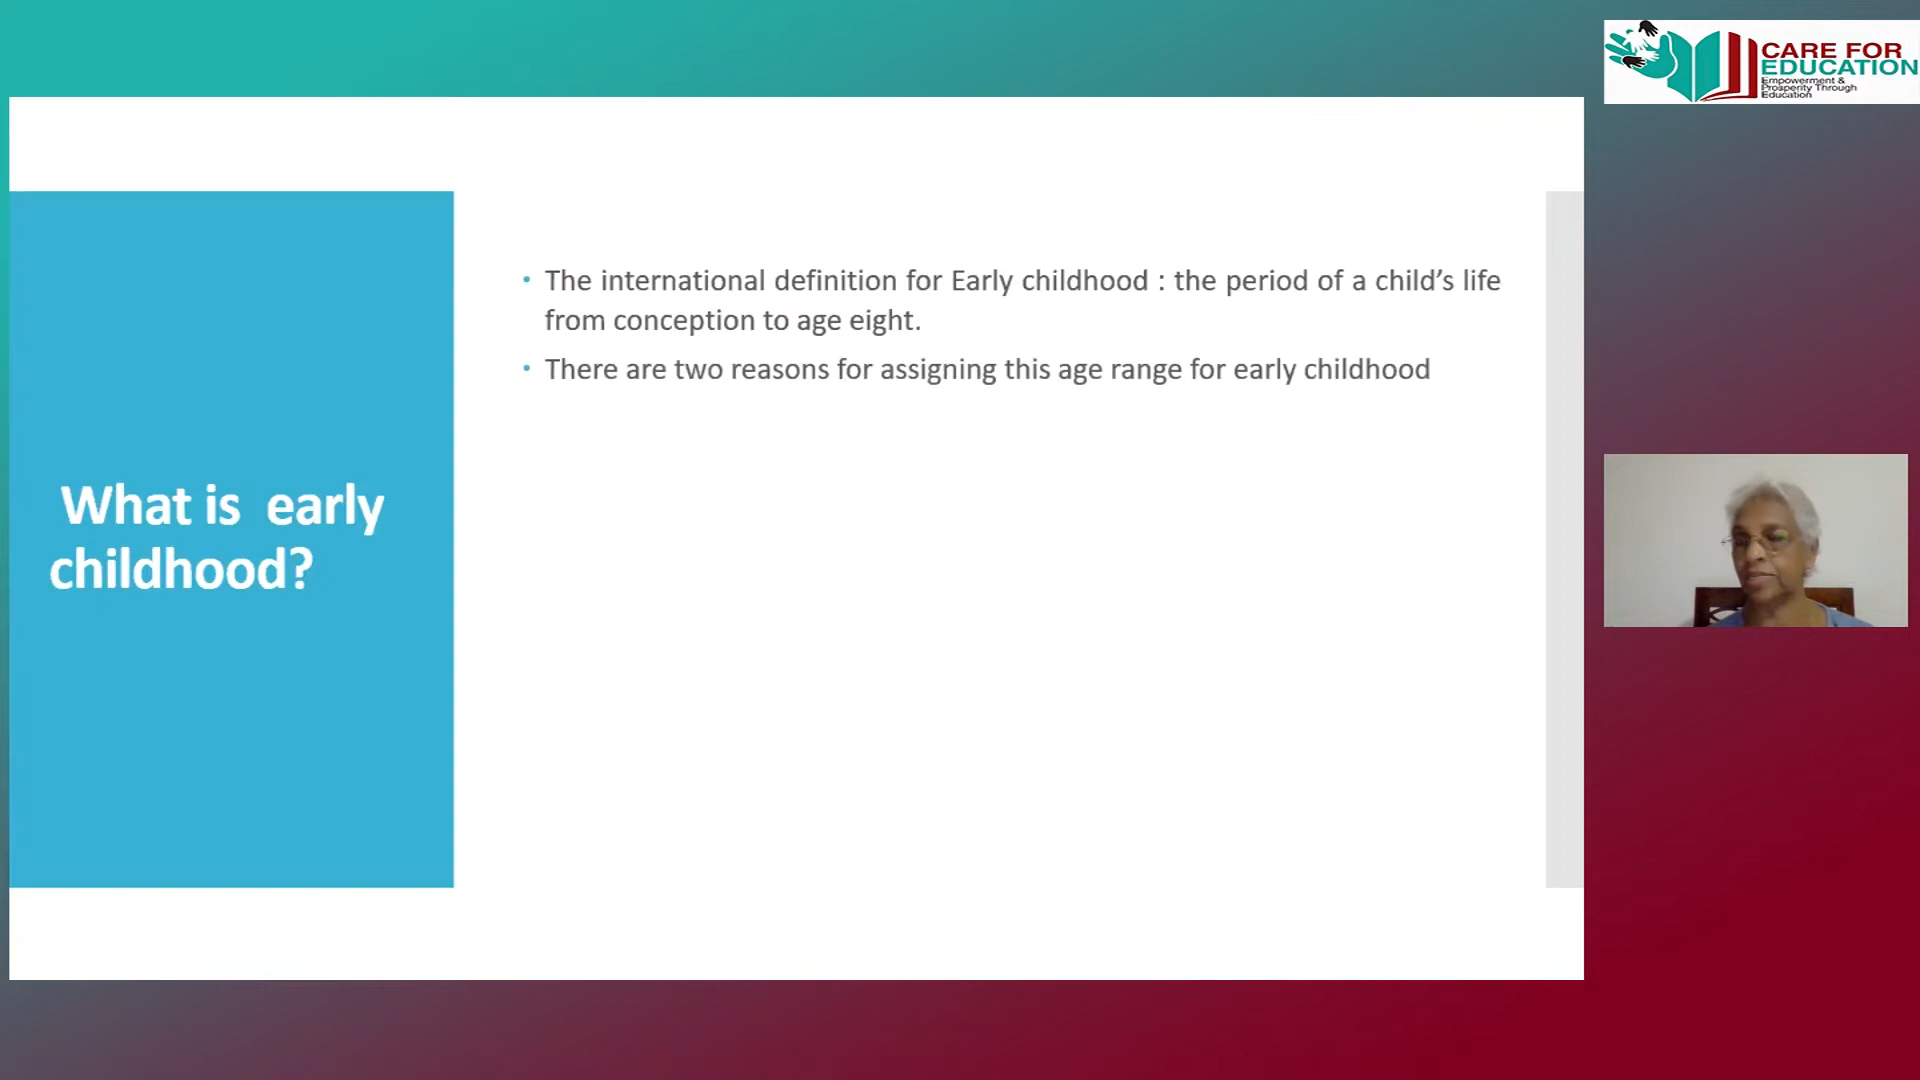 CARE FOR
EDUCATION
Empowerment &
Prosperity Through
Education
What is early
childhood?
• The international definition for Early childhood : the period of a child’s life
from conception to age eight.
• There are two reasons for assigning this age range for early childhood